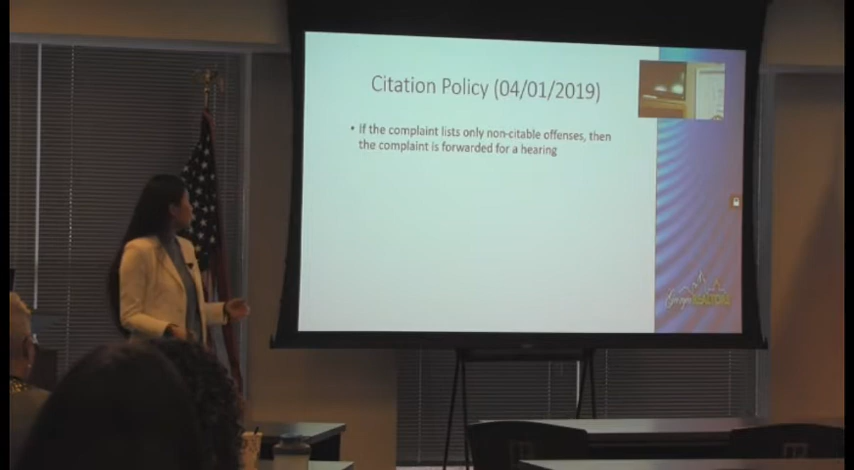 Citation Policy (04/01/2019)
• If the complaint lists only non-citable offenses, then
the complaint is forwarded for a hearing
REALTORS